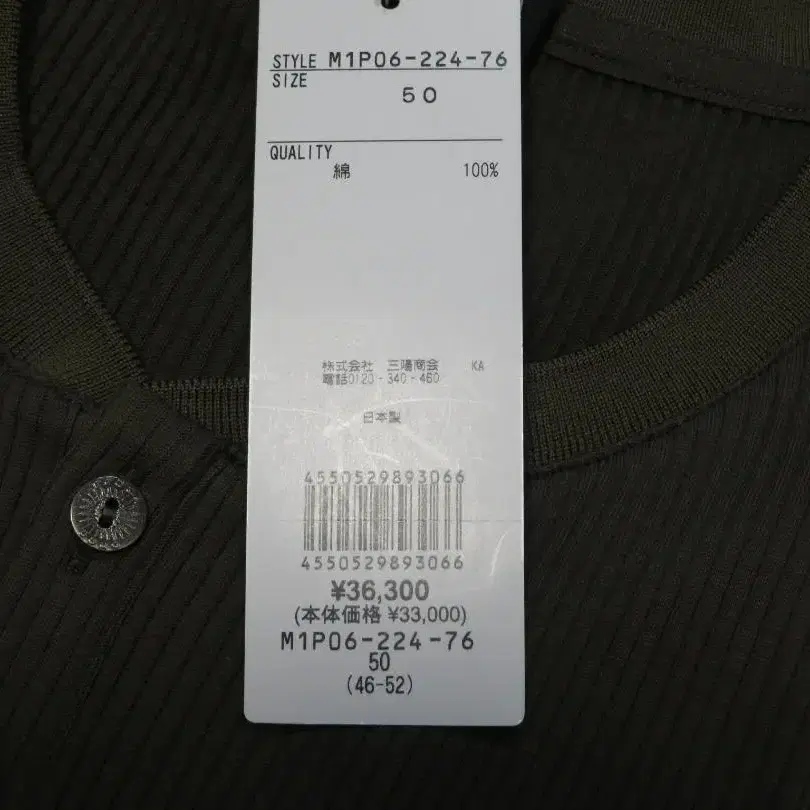 STYLE M1P06-224-76
SIZE
50
QUALITY
綿 100%
株式会社 三陽商会 KA
電話0120-340-460
日本製
4550529893066
4550529893066
¥36,300
(本体価格 ¥33,000)
M1P06-224-76
50
(46-52)